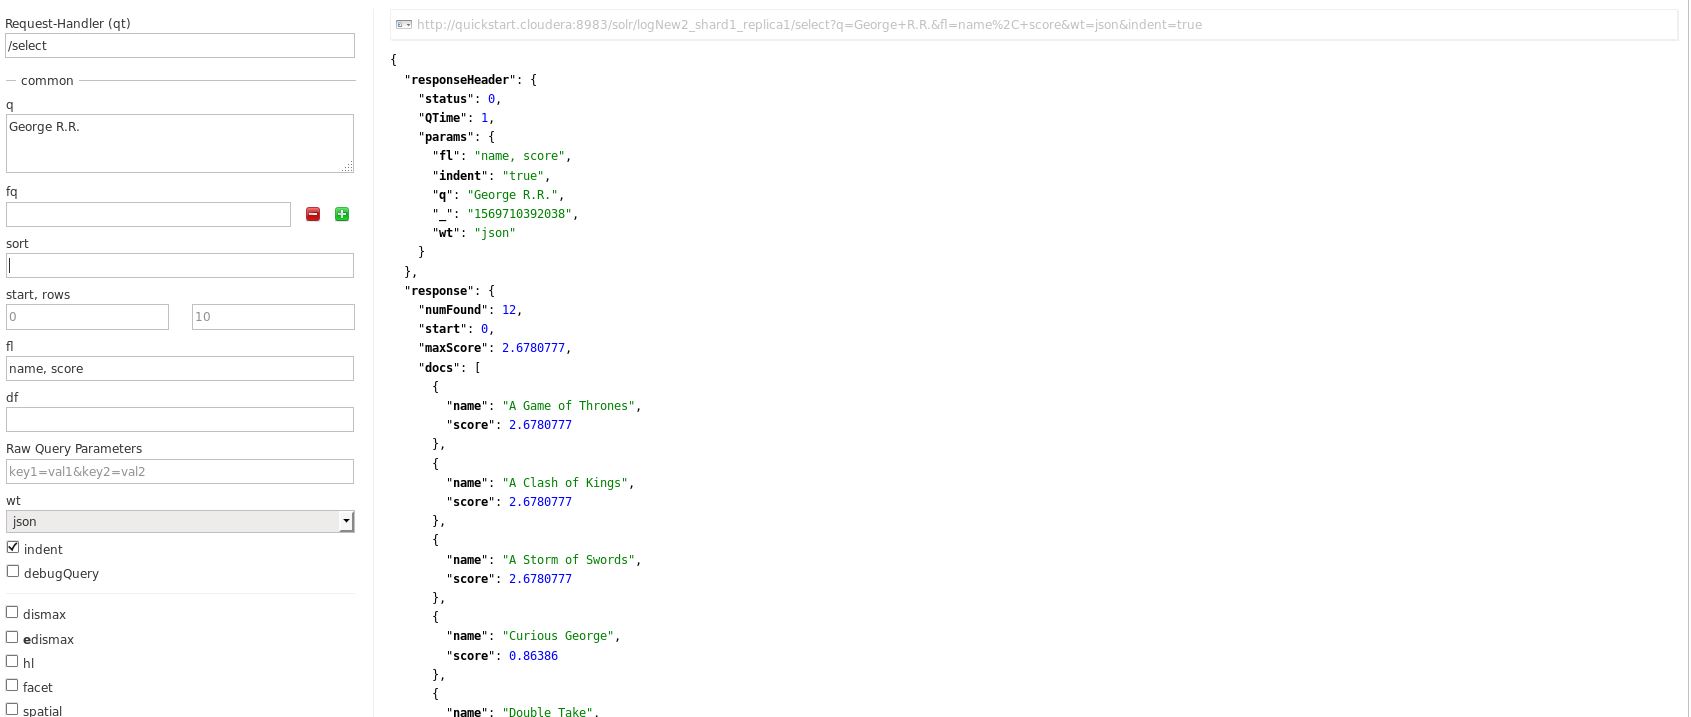 Request-Handler (qt)
/select
common
q
George R.R.
fq
sort
start, rows
0
10
fl
name, score
df
Raw Query Parameters
key1=val1&key2=val2
wt
json
indent
debugQuery
dismax
edismax
hl
facet
spatial
http://quickstart.cloudera:8983/solr/logNew2_shard1_replica1/select?q=George+R.R.&fl=name%2C+score&wt=json&indent=true
{
"responseHeader": {
"status": 0,
"QTime": 1,
"params": {
"fl": "name, score",
"indent": "true",
"q": "George R.R.",
"_": "1569710392038",
"wt": "json"
}
},
"response": {
"numFound": 12,
"start": 0,
"maxScore": 2.6780777,
"docs": [
{
"name": "A Game of Thrones",
"score": 2.6780777
},
{
"name": "A Clash of Kings",
"score": 2.6780777
},
{
"name": "A Storm of Swords",
"score": 2.6780777
},
{
"name": "Curious George",
"score": 0.86386
},
{
"name": "Double Take",